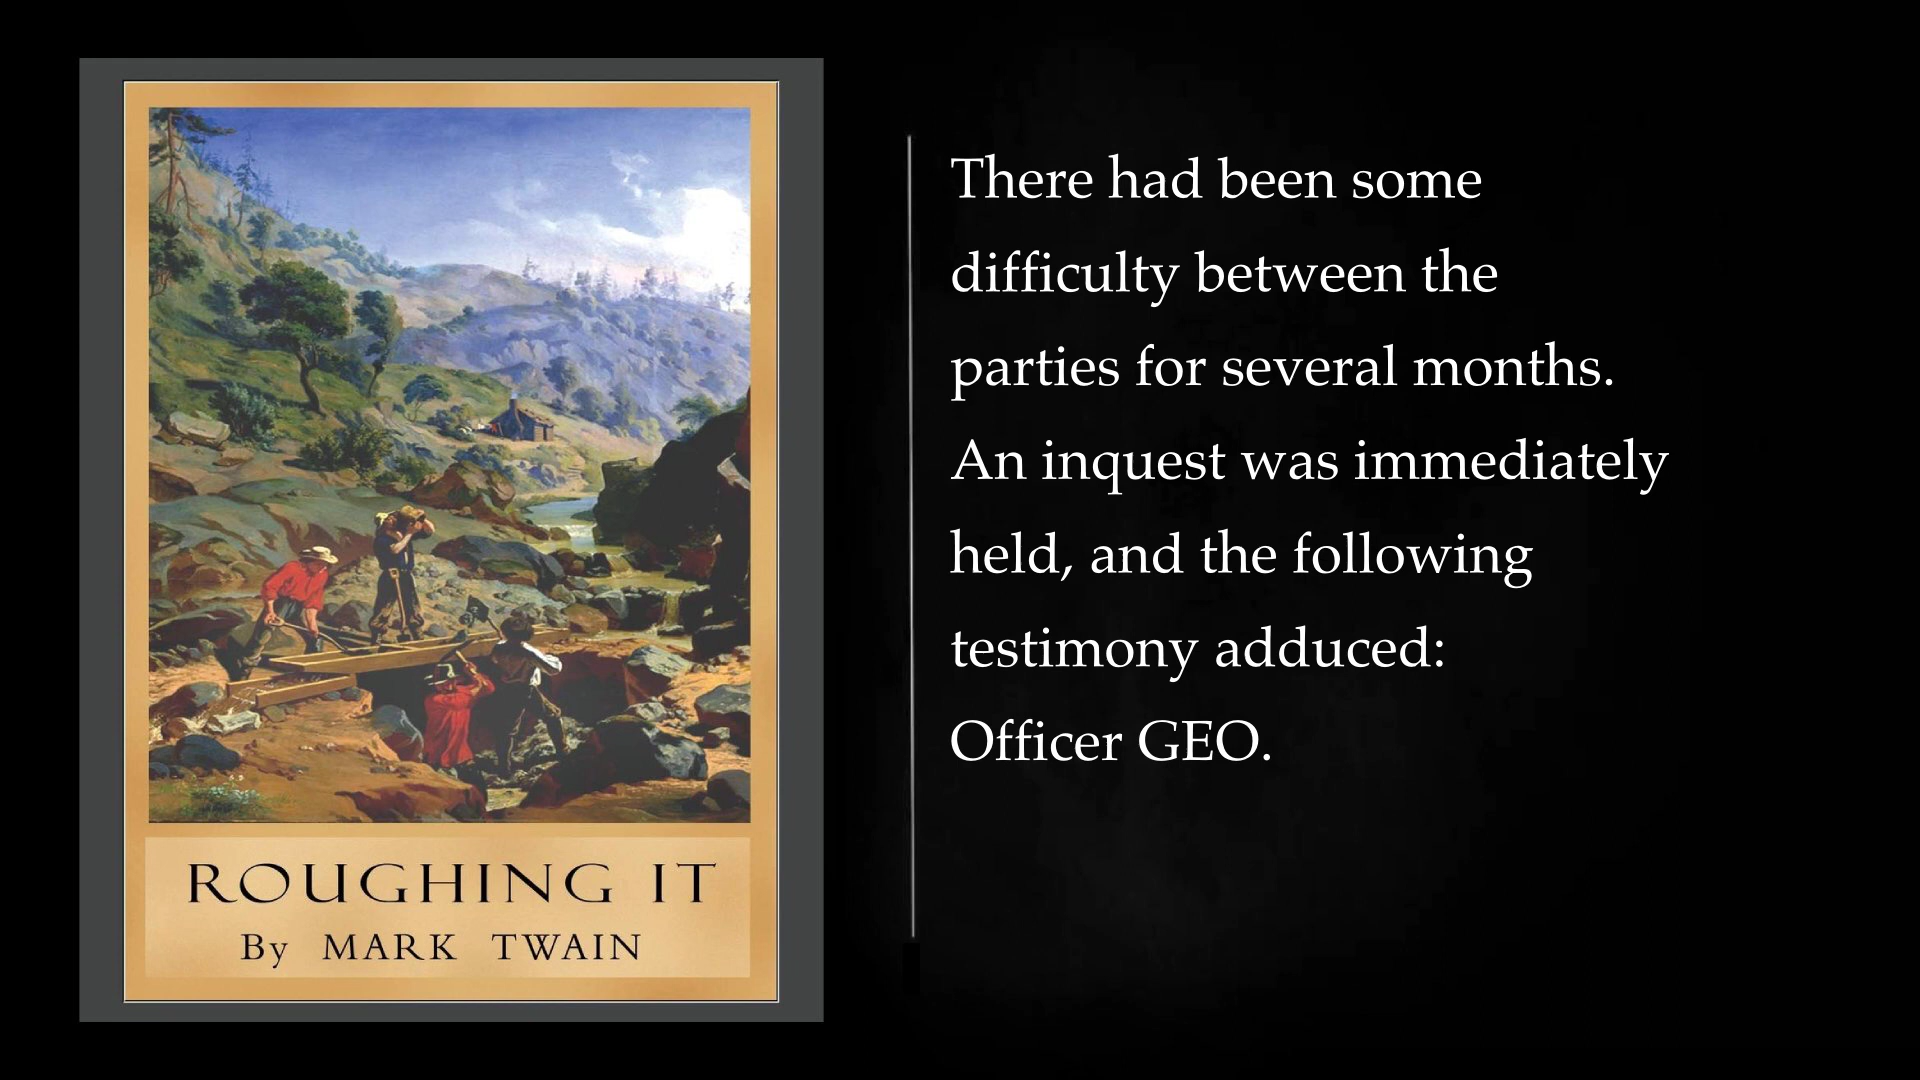 ROUGHING IT
By MARK TWAIN
There had been some
difficulty between the
parties for several months.
An inquest was immediately
held, and the following
testimony adduced:
Officer GEO.